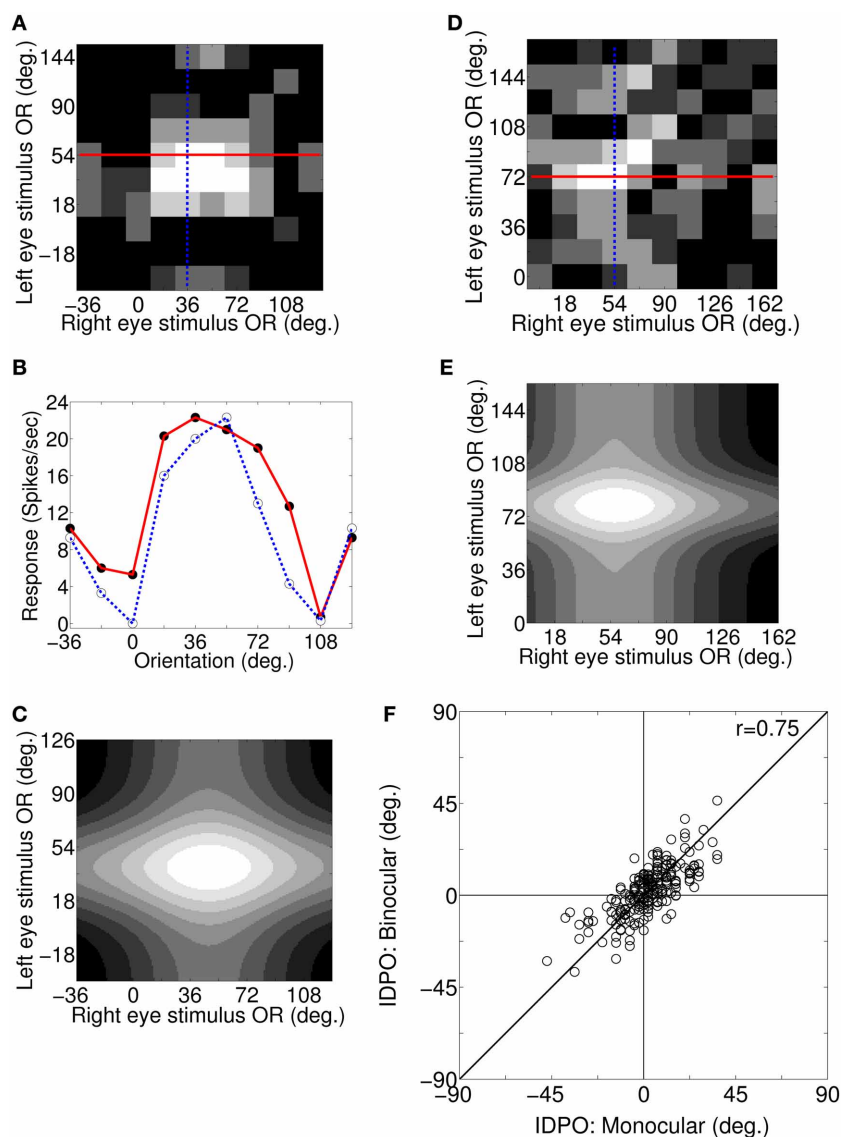 A
Left eye stimulus OR (deg.)
144
90
54
18
−18
−36 0 36 72 108
Right eye stimulus OR (deg.)
D
Left eye stimulus OR (deg.)
144
108
72
36
0
18 54 90 126 162
Right eye stimulus OR (deg.)
B
Response (Spikes/sec)
24
20
16
12
8
4
0
−36 0 36 72 108
Orientation (deg.)
E
Left eye stimulus OR (deg.)
144
108
72
36
0
18 54 90 126 162
Right eye stimulus OR (deg.)
C
Left eye stimulus OR (deg.)
126
90
54
18
−18
−36 0 36 72 108
Right eye stimulus OR (deg.)
F
r=0.75
IDPO: Binocular (deg.)
90
45
0
−45
−90
−90 −45 0 45 90
IDPO: Monocular (deg.)